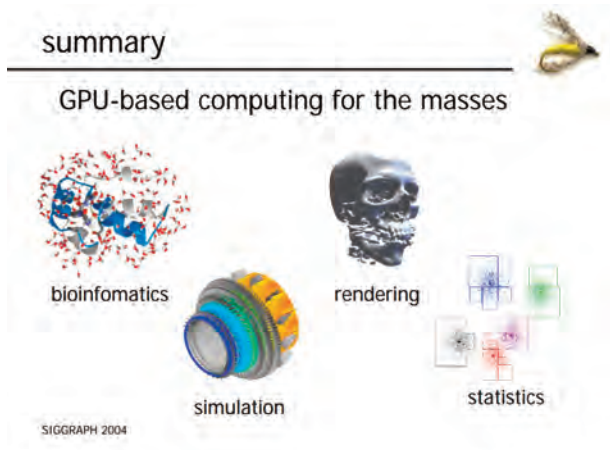 summary
GPU-based computing for the masses
bioinfomatics
rendering
simulation
statistics
SIGGRAPH 2004